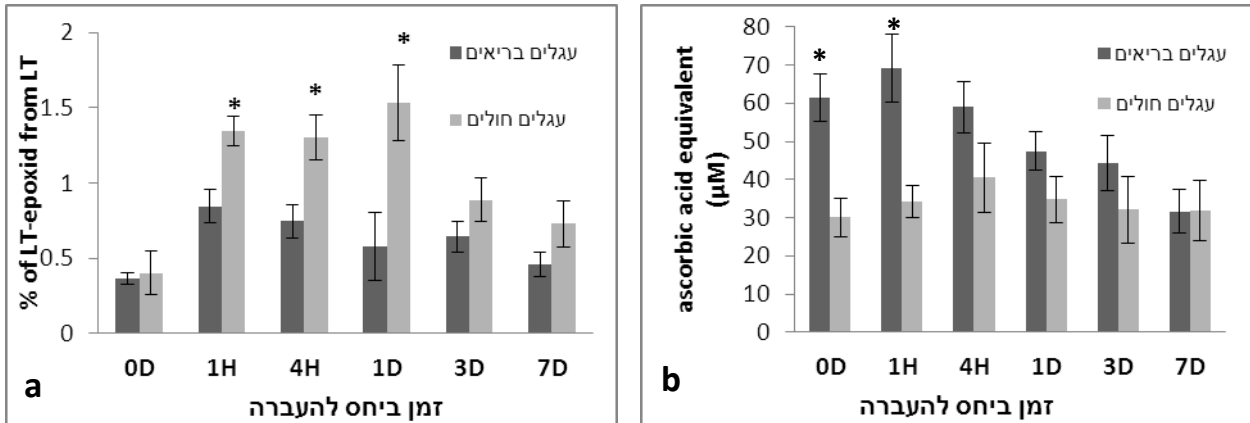 2
1.5
1
0.5
0
% of LT-epoxid from LT
* * *
עגלים בריאים
עגלים חולים
0D 1H 4H 1D 3D 7D
זמן ביחס להעברה
a
80
70
60
50
40
30
20
10
0
ascorbic acid equivalent
(µM)
* *
עגלים בריאים
עגלים חולים
0D 1H 4H 1D 3D 7D
זמן ביחס להעברה
b